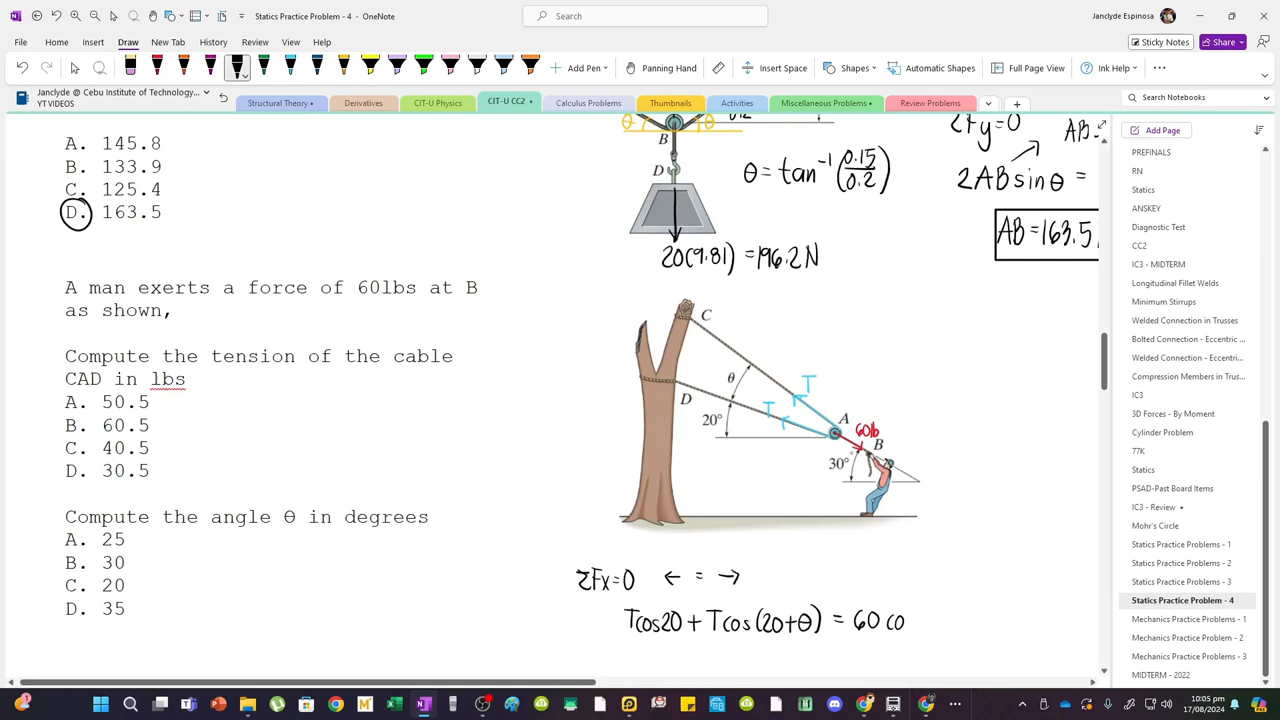 Statics Practice Problem - 4 - OneNote
Search
Janclyde Espinosa
File Home Insert Draw New Tab History Review View Help
Sticky Notes
Share
Add Pen
Panning Hand
Insert Space
Shapes
Automatic Shapes
Full Page View
Ink Help
Janclyde @ Cebu Institute of Technology...
YT VIDEOS
Structural Theory
Derivatives
CIT-U Physics
CIT-U CC2
Calculus Problems
Thumbnails
Activities
Miscellaneous Problems
Review Problems
Search Notebooks
Add Page
A. 145.8
B. 133.9
C. 125.4
D. 163.5
θ θ
B
D
θ = tan⁻¹(0.15/0.2)
20(9.81) = 196.2 N
ΣFy=0
AB=
2AB sin θ =
AB=163.5
A man exerts a force of 60lbs at B
as shown,
Compute the tension of the cable
CAD in lbs
A. 50.5
B. 60.5
C. 40.5
D. 30.5
Compute the angle θ in degrees
A. 25
B. 30
C. 20
D. 35
C
θ
T
D
T
20°
A
60lb
B
30°
ΣFx=0 ← = →
Tcos20 + Tcos(20+θ) = 60 co
PREFINALS
RN
Statics
ANSKEY
Diagnostic Test
CC2
IC3 - MIDTERM
Longitudinal Fillet Welds
Minimum Stirrups
Welded Connection in Trusses
Bolted Connection - Eccentric ...
Welded Connection - Eccentri...
Compression Members in Trus...
IC3
3D Forces - By Moment
Cylinder Problem
77K
Statics
PSAD-Past Board Items
IC3 - Review
Mohr's Circle
Statics Practice Problems - 1
Statics Practice Problems - 2
Statics Practice Problems - 3
Statics Practice Problem - 4
Mechanics Practice Problems - 1
Mechanics Practice Problem - 2
Mechanics Practice Problem - 3
MIDTERM - 2022
10:05 pm
17/08/2024